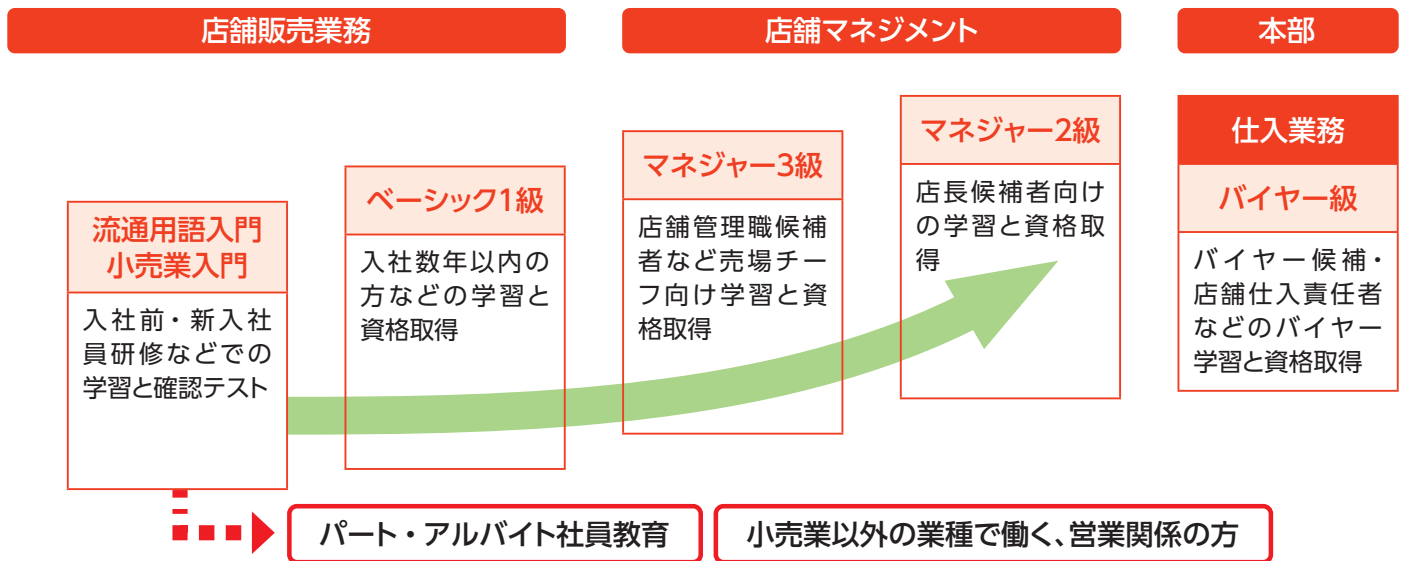 店舗販売業務
店舗マネジメント
本部
流通用語入門
小売業入門
入社前・新入社
員研修などでの
学習と確認テスト
ベーシック1級
入社数年以内の
方などの学習と
資格取得
マネジャー3級
店舗管理職候補
者など売場チー
フ向け学習と資
格取得
マネジャー2級
店長候補者向け
の学習と資格取
得
仕入業務
バイヤー級
バイヤー候補・
店舗仕入責任者
などのバイヤー
学習と資格取得
パート・アルバイト社員教育
小売業以外の業種で働く、営業関係の方